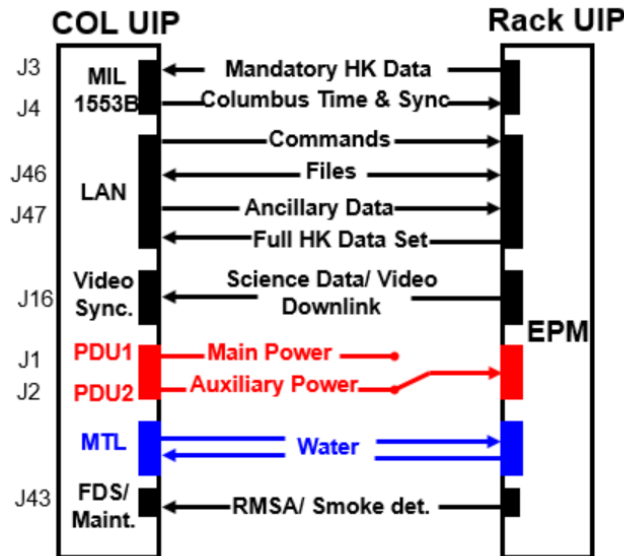 COL UIP
Rack UIP
J3
MIL
1553B
Mandatory HK Data
J4
Columbus Time & Sync
Commands
J46
LAN
Files
J47
Ancillary Data
Full HK Data Set
Video
Sync.
J16
Science Data/ Video
Downlink
EPM
J1
PDU1
Main Power
J2
PDU2
Auxiliary Power
MTL
Water
J43
FDS/
Maint.
RMSA/ Smoke det.